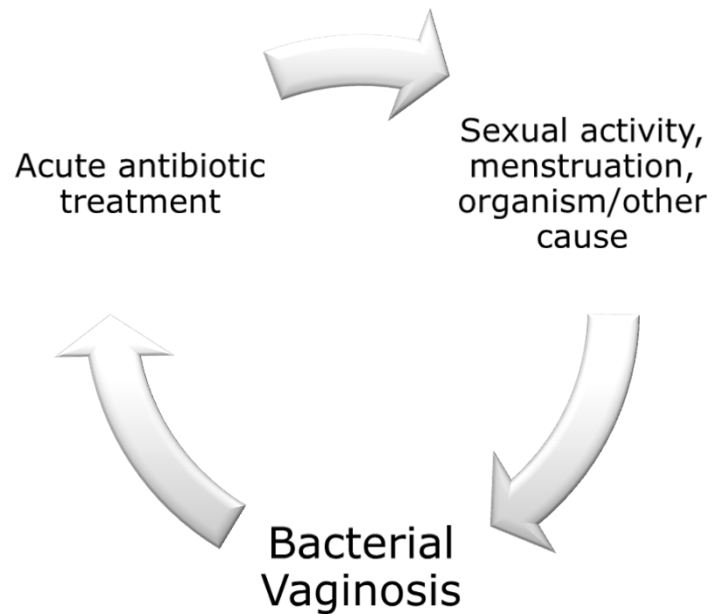 Acute antibiotic
treatment
Sexual activity,
menstruation,
organism/other
cause
Bacterial
Vaginosis